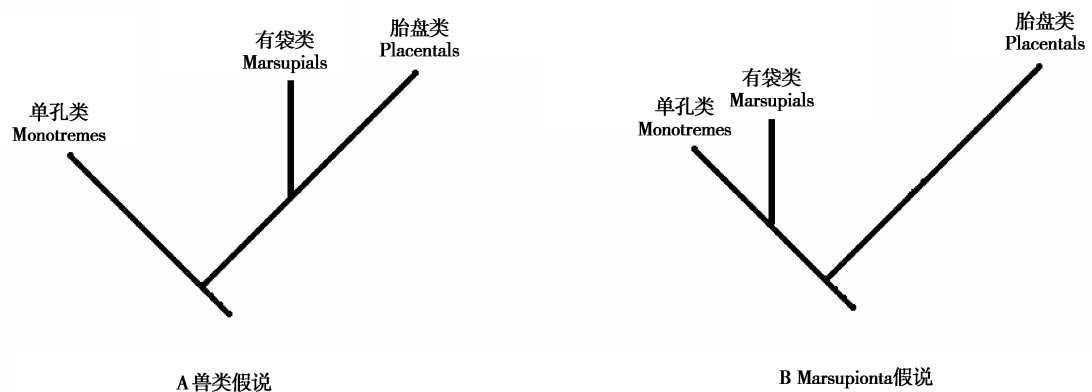 单孔类
Monotremes
有袋类
Marsupials
胎盘类
Placentals
A 兽类假说
单孔类
Monotremes
有袋类
Marsupials
胎盘类
Placentals
B Marsupionta假说